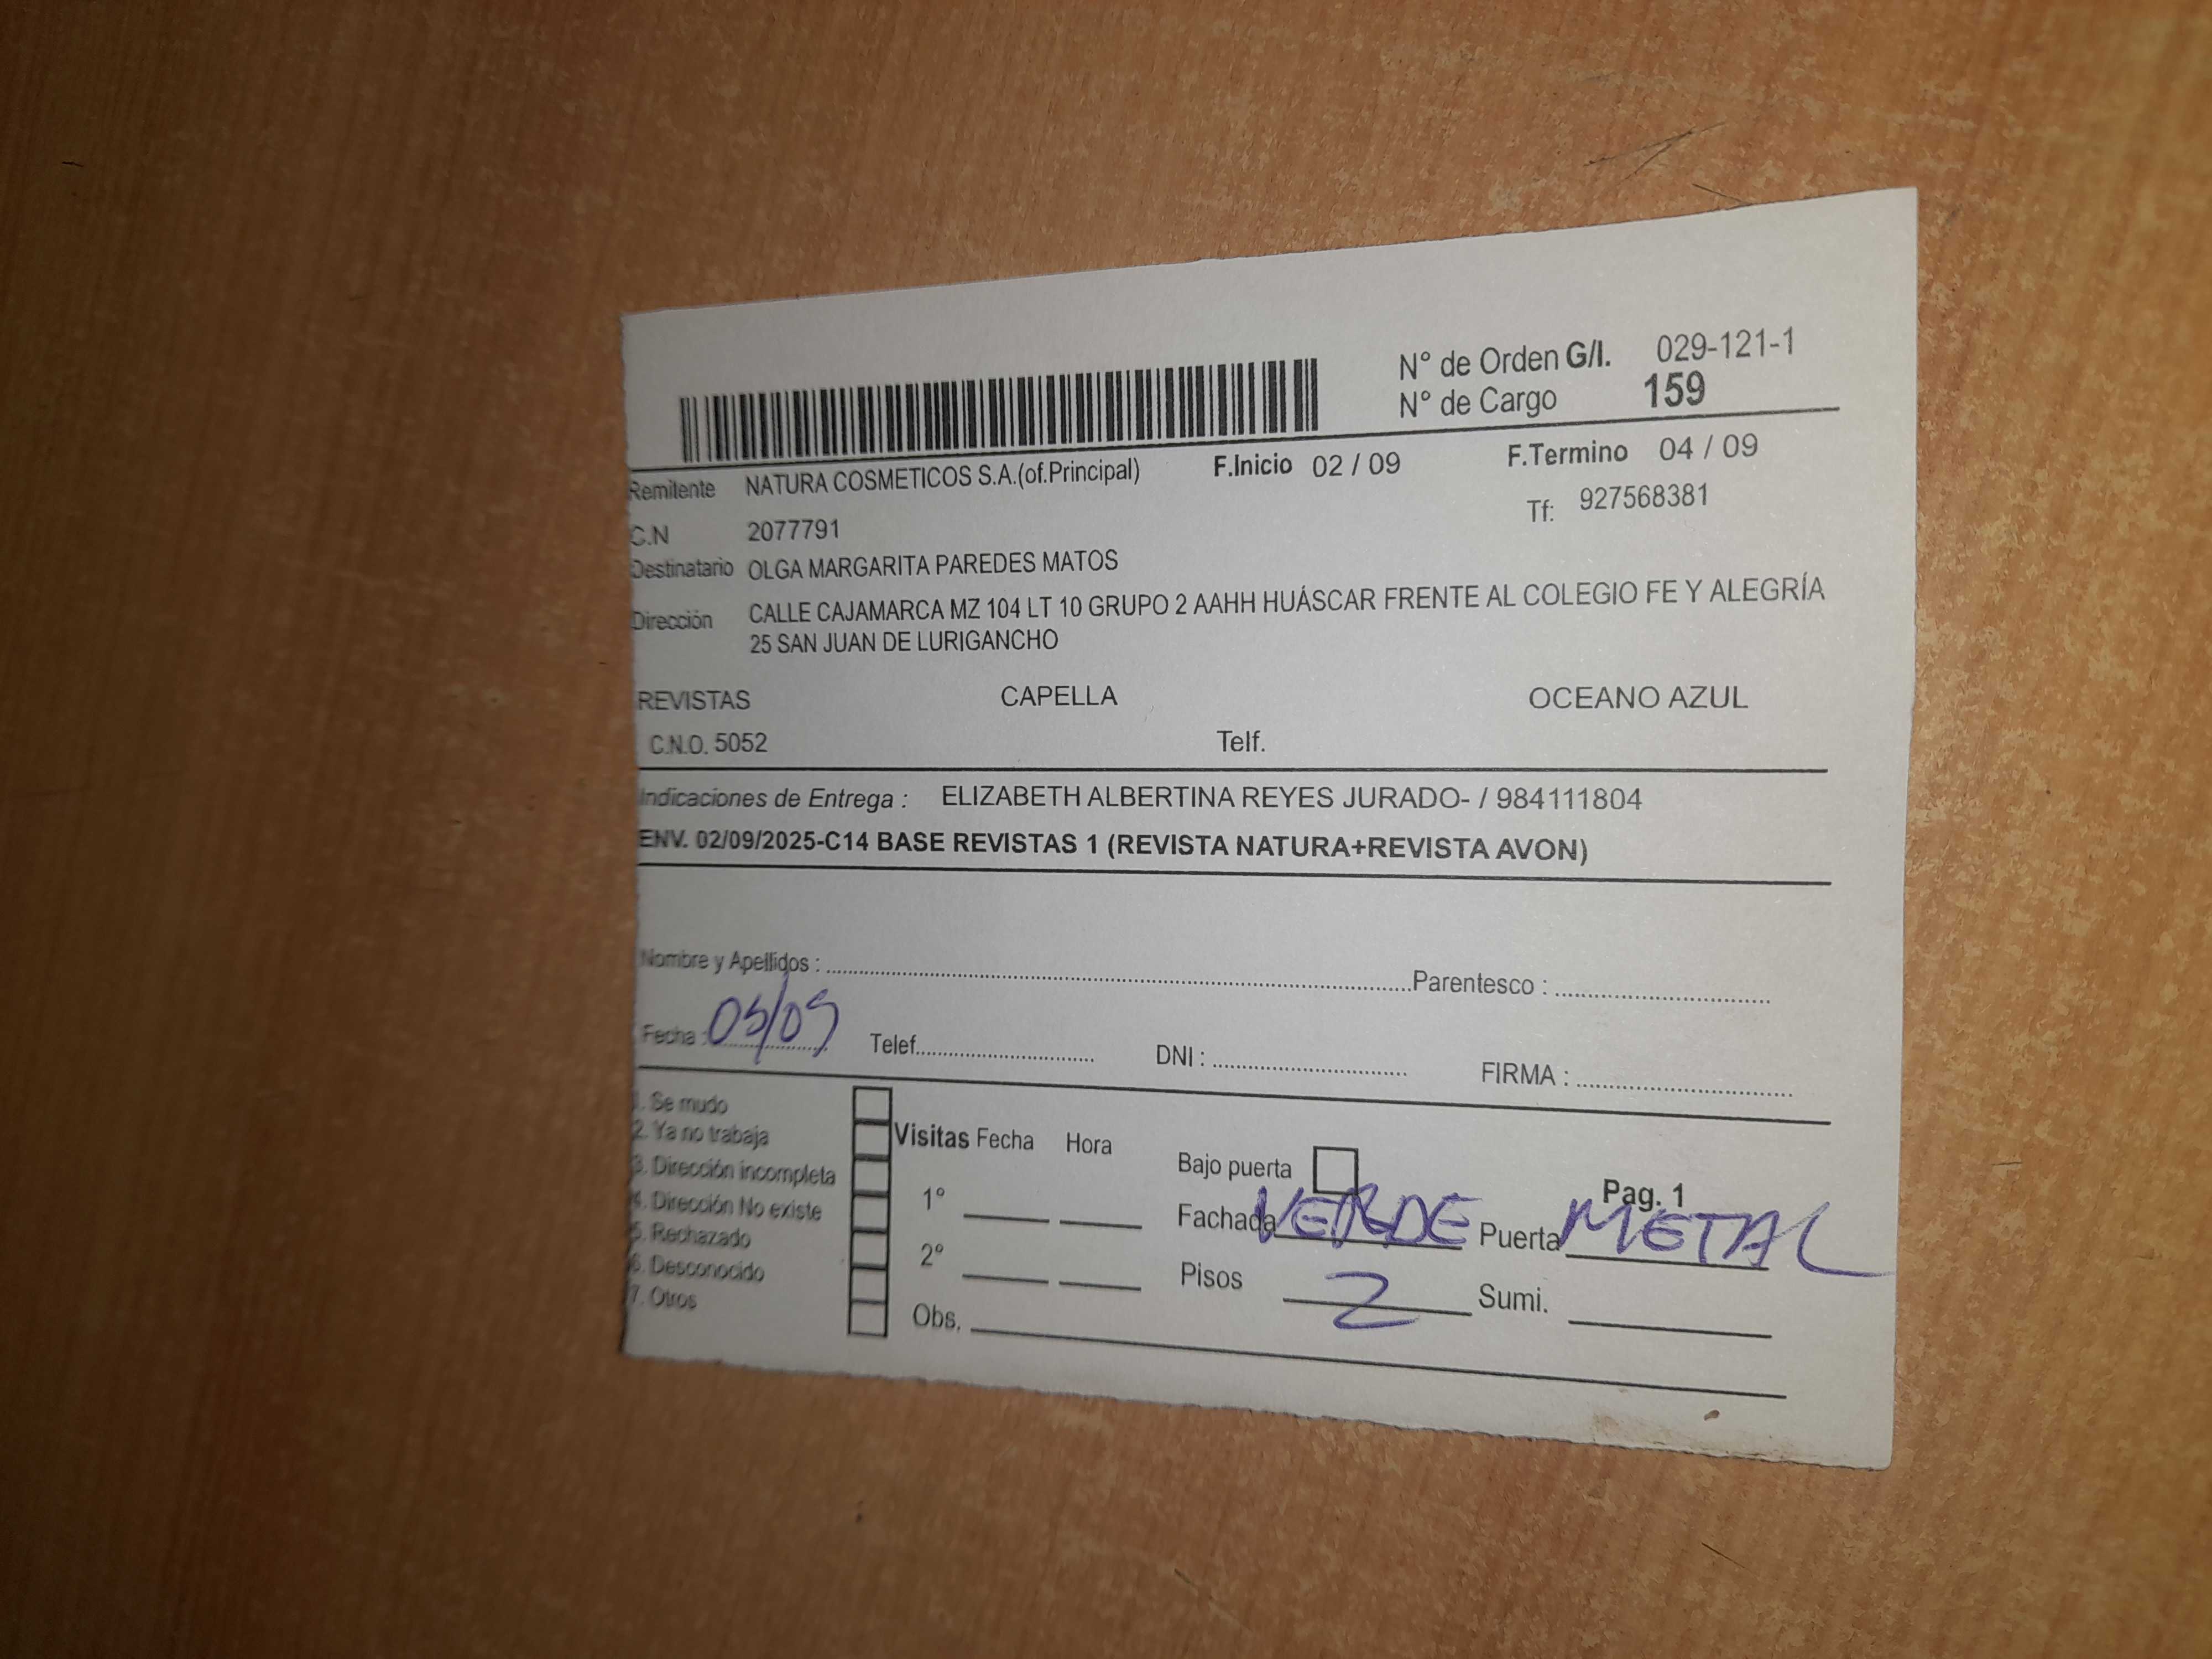 N° de Orden G/I. 029-121-1
N° de Cargo 159
Remitente NATURA COSMETICOS S.A.(of.Principal) F.Inicio 02 / 09 F.Termino 04 / 09
C.N 2077791 Tf: 927568381
Destinatario OLGA MARGARITA PAREDES MATOS
Dirección CALLE CAJAMARCA MZ 104 LT 10 GRUPO 2 AAHH HUÁSCAR FRENTE AL COLEGIO FE Y ALEGRÍA
25 SAN JUAN DE LURIGANCHO
REVISTAS CAPELLA OCEANO AZUL
C.N.O. 5052 Telf.
Indicaciones de Entrega : ELIZABETH ALBERTINA REYES JURADO- / 984111804
ENV. 02/09/2025-C14 BASE REVISTAS 1 (REVISTA NATURA+REVISTA AVON)
Nombre y Apellidos : Parentesco :
Fecha : 05/09 Telef. DNI : FIRMA :
1. Se mudo
2. Ya no trabaja
3. Dirección incompleta
4. Dirección No existe
5. Rechazado
6. Desconocido
7. Otros
Visitas Fecha Hora
1°
2°
Obs.
Bajo puerta Pag. 1
Fachada VERDE Puerta METAL
Pisos 2 Sumi.